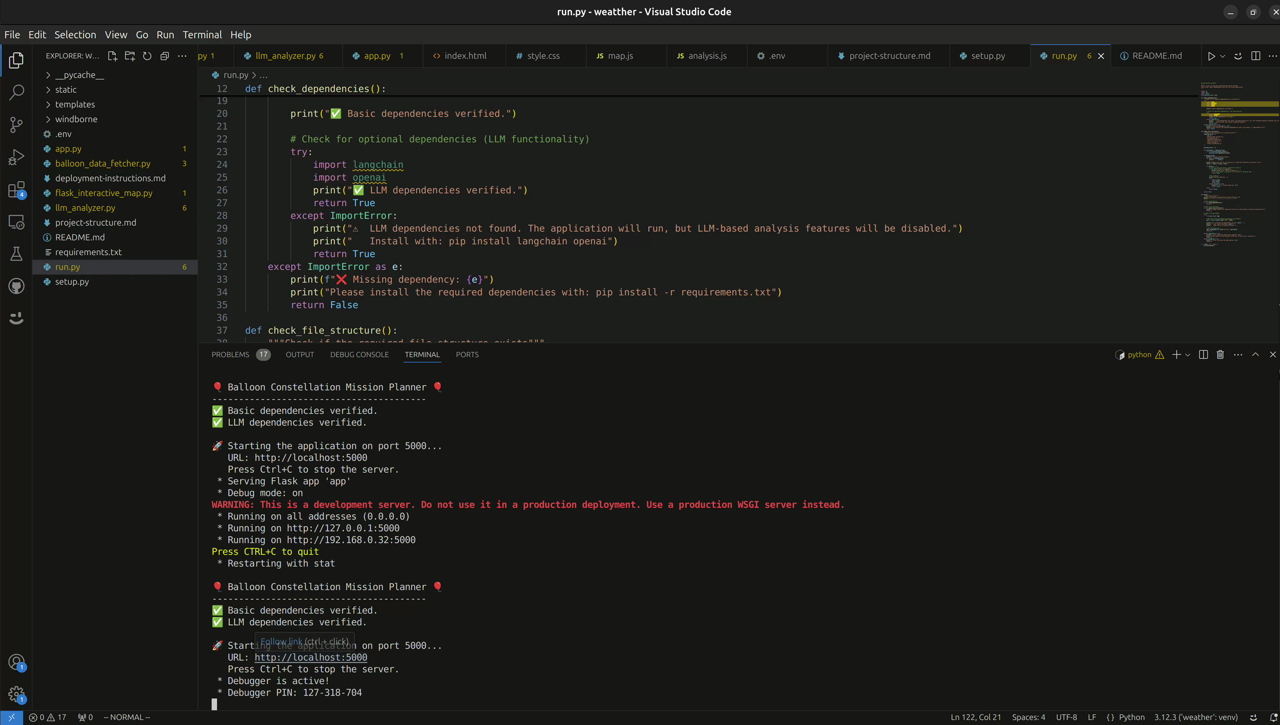 run.py - weatther - Visual Studio Code
File Edit Selection View Go Run Terminal Help
EXPLORER: W...
py 1 llm_analyzer.py 6 app.py 1 index.html style.css JS map.js JS analysis.js .env project-structure.md setup.py run.py 6 README.md
__pycache__
static
templates
windborne
.env
app.py 1
balloon_data_fetcher.py 3
deployment-instructions.md
flask_interactive_map.py 1
llm_analyzer.py 6
project-structure.md
README.md
requirements.txt
run.py 6
setup.py
4
run.py > ...
12 def check_dependencies():
19
20 print("✅ Basic dependencies verified.")
21
22 # Check for optional dependencies (LLM functionality)
23 try:
24 import langchain
25 import openai
26 print("✅ LLM dependencies verified.")
27 return True
28 except ImportError:
29 print("⚠ LLM dependencies not found. The application will run, but LLM-based analysis features will be disabled.")
30 print("   Install with: pip install langchain openai")
31 return True
32 except ImportError as e:
33 print(f"❌ Missing dependency: {e}")
34 print("Please install the required dependencies with: pip install -r requirements.txt")
35 return False
36
37 def check_file_structure():
38 """Check if the required file structure exists"""
PROBLEMS 17 OUTPUT DEBUG CONSOLE TERMINAL PORTS
python
🎈 Balloon Constellation Mission Planner 🎈
----------------------------------------
✅ Basic dependencies verified.
✅ LLM dependencies verified.
🚀 Starting the application on port 5000...
URL: http://localhost:5000
Press Ctrl+C to stop the server.
* Serving Flask app 'app'
* Debug mode: on
WARNING: This is a development server. Do not use it in a production deployment. Use a production WSGI server instead.
* Running on all addresses (0.0.0.0)
* Running on http://127.0.0.1:5000
* Running on http://192.168.0.32:5000
Press CTRL+C to quit
* Restarting with stat
🎈 Balloon Constellation Mission Planner 🎈
----------------------------------------
✅ Basic dependencies verified.
✅ LLM dependencies verified.
Follow link (ctrl + click)
🚀 Starting the application on port 5000...
URL: http://localhost:5000
Press Ctrl+C to stop the server.
* Debugger is active!
* Debugger PIN: 127-318-704
1
1
0 17 0 -- NORMAL -- Ln 122, Col 21 Spaces: 4 UTF-8 LF {} Python 3.12.3 ('weather': venv)